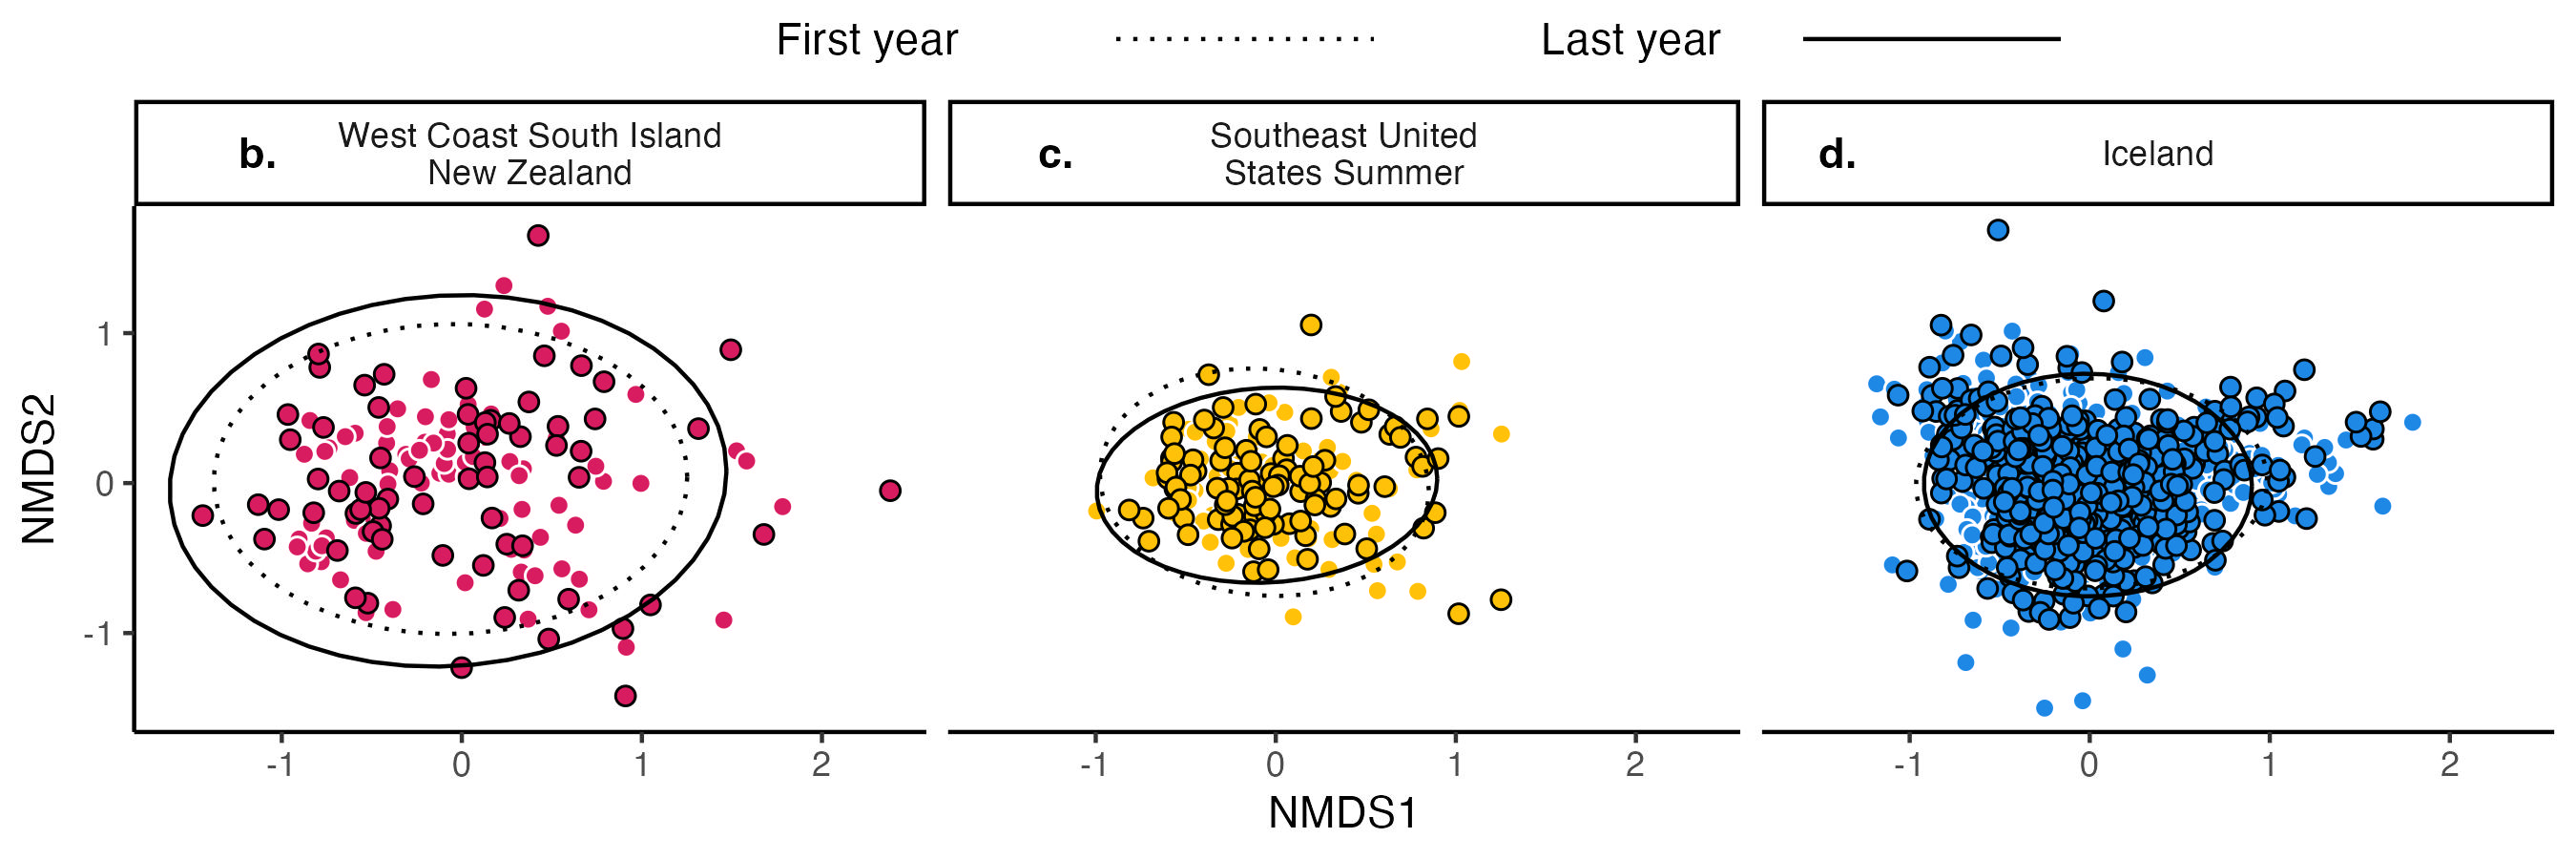 First year Last year
b. West Coast South Island
New Zealand
c. Southeast United
States Summer
d. Iceland
NMDS2
1
0
-1
-1 0 1 2
-1 0 1 2
-1 0 1 2
NMDS1